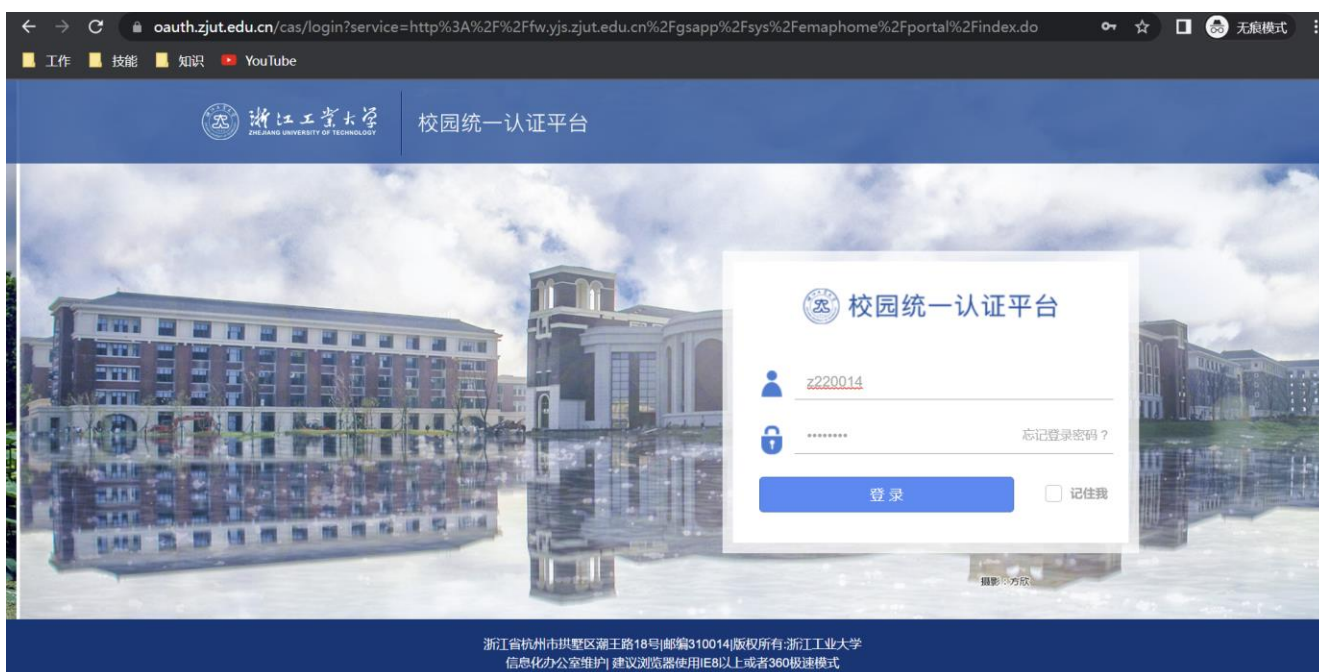 oauth.zjut.edu.cn/cas/login?service=http%3A%2F%2Ffw.yjs.zjut.edu.cn%2Fgsapp%2Fsys%2Femaphome%2Fportal%2Findex.do 无痕模式
工作 技能 知识 YouTube
浙江工业大学 校园统一认证平台
ZHEJIANG UNIVERSITY OF TECHNOLOGY
校园统一认证平台
z220014
******** 忘记登录密码？
登 录 记住我
摄影：方欣
浙江省杭州市拱墅区潮王路18号|邮编310014|版权所有:浙江工业大学
信息化办公室维护| 建议浏览器使用IE8以上或者360极速模式